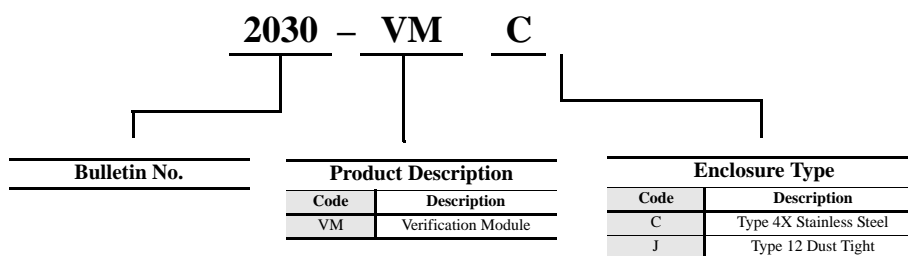 2030 – VM C
Bulletin No.
Product Description
Code Description
VM Verification Module
Enclosure Type
Code Description
C Type 4X Stainless Steel
J Type 12 Dust Tight